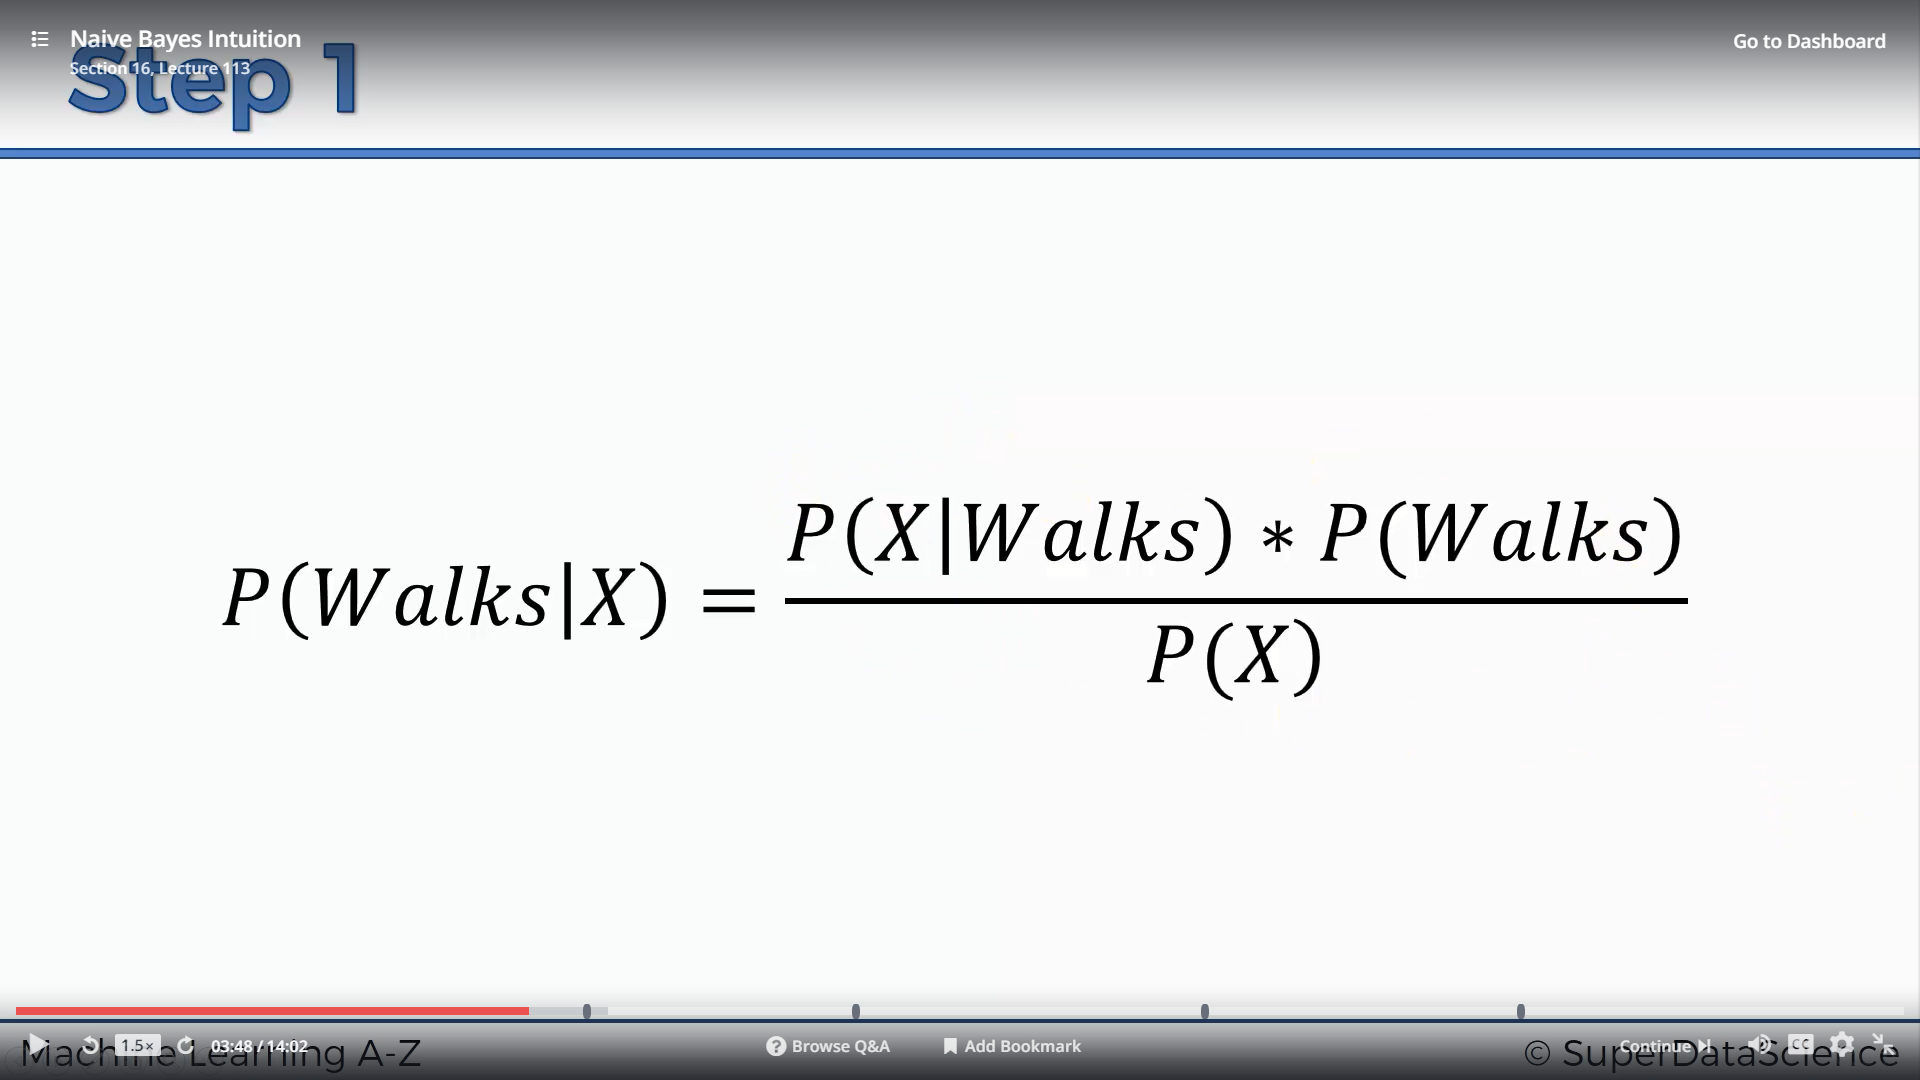 Naive Bayes Intuition
Go to Dashboard
Section 16, Lecture 113
Step 1
P(Walks|X) = P(X|Walks) * P(Walks) / P(X)
1.5×
03:48 / 14:02
? Browse Q&A
Add Bookmark
Continue
CC
Machine Learning A-Z
© SuperDataScience